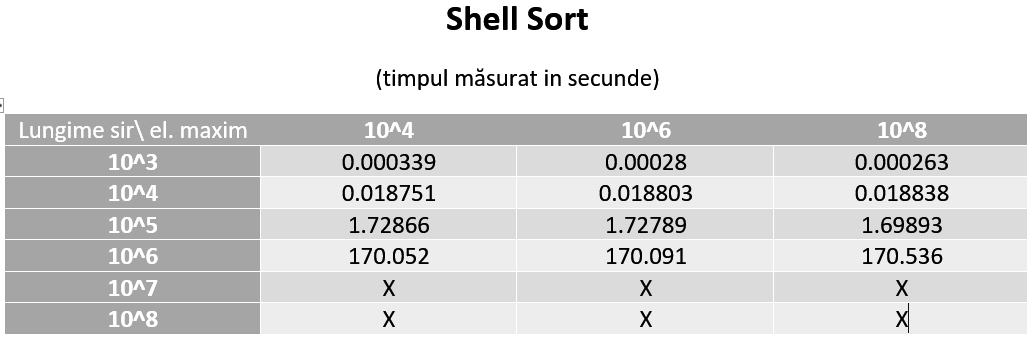 Shell Sort
(timpul măsurat in secunde)
Lungime sir\ el. maxim 10^4 10^6 10^8
10^3 0.000339 0.00028 0.000263
10^4 0.018751 0.018803 0.018838
10^5 1.72866 1.72789 1.69893
10^6 170.052 170.091 170.536
10^7 X X X
10^8 X X X